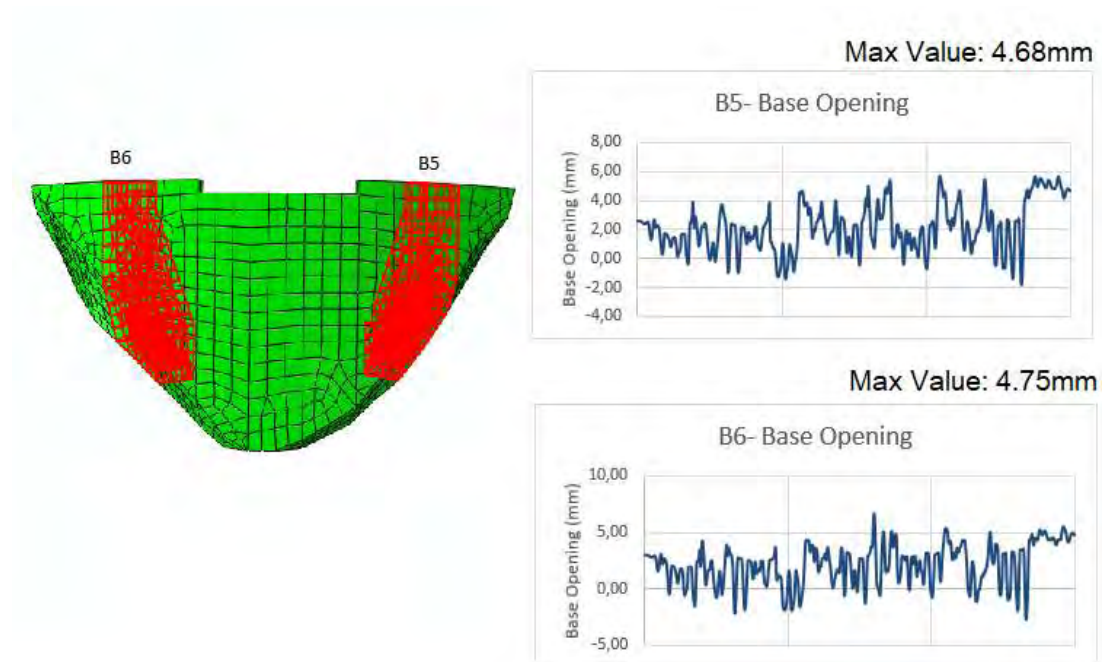 B6
B5
Max Value: 4.68mm
B5- Base Opening
Base Opening (mm)
8,00
6,00
4,00
2,00
0,00
-2,00
-4,00
Max Value: 4.75mm
B6- Base Opening
Base Opening (mm)
10,00
5,00
0,00
-5,00